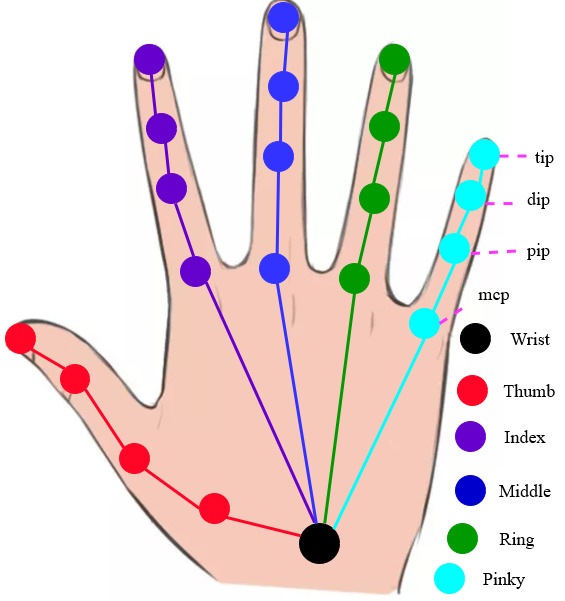 tip
dip
pip
mcp
Wrist
Thumb
Index
Middle
Ring
Pinky